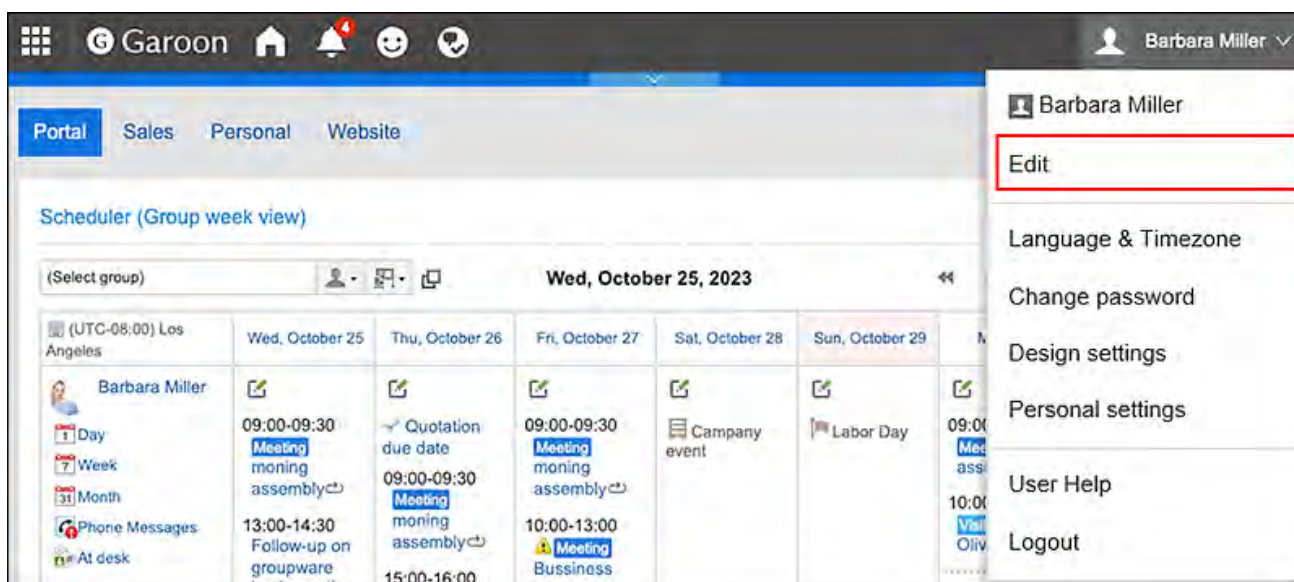 Garoon
4
Barbara Miller
Barbara Miller
Edit
Language & Timezone
Change password
Design settings
Personal settings
User Help
Logout
Portal Sales Personal Website
Scheduler (Group week view)
(Select group)
Wed, October 25, 2023
(UTC-08:00) Los
Angeles
Wed, October 25
Thu, October 26
Fri, October 27
Sat, October 28
Sun, October 29
Barbara Miller
1 Day
7 Week
31 Month
Phone Messages
At desk
09:00-09:30
Meeting
moning
assembly
13:00-14:30
Follow-up on
groupware
Quotation
due date
09:00-09:30
Meeting
moning
assembly
15:00-16:00
09:00-09:30
Meeting
moning
assembly
10:00-13:00
Meeting
Bussiness
Campany
event
Labor Day